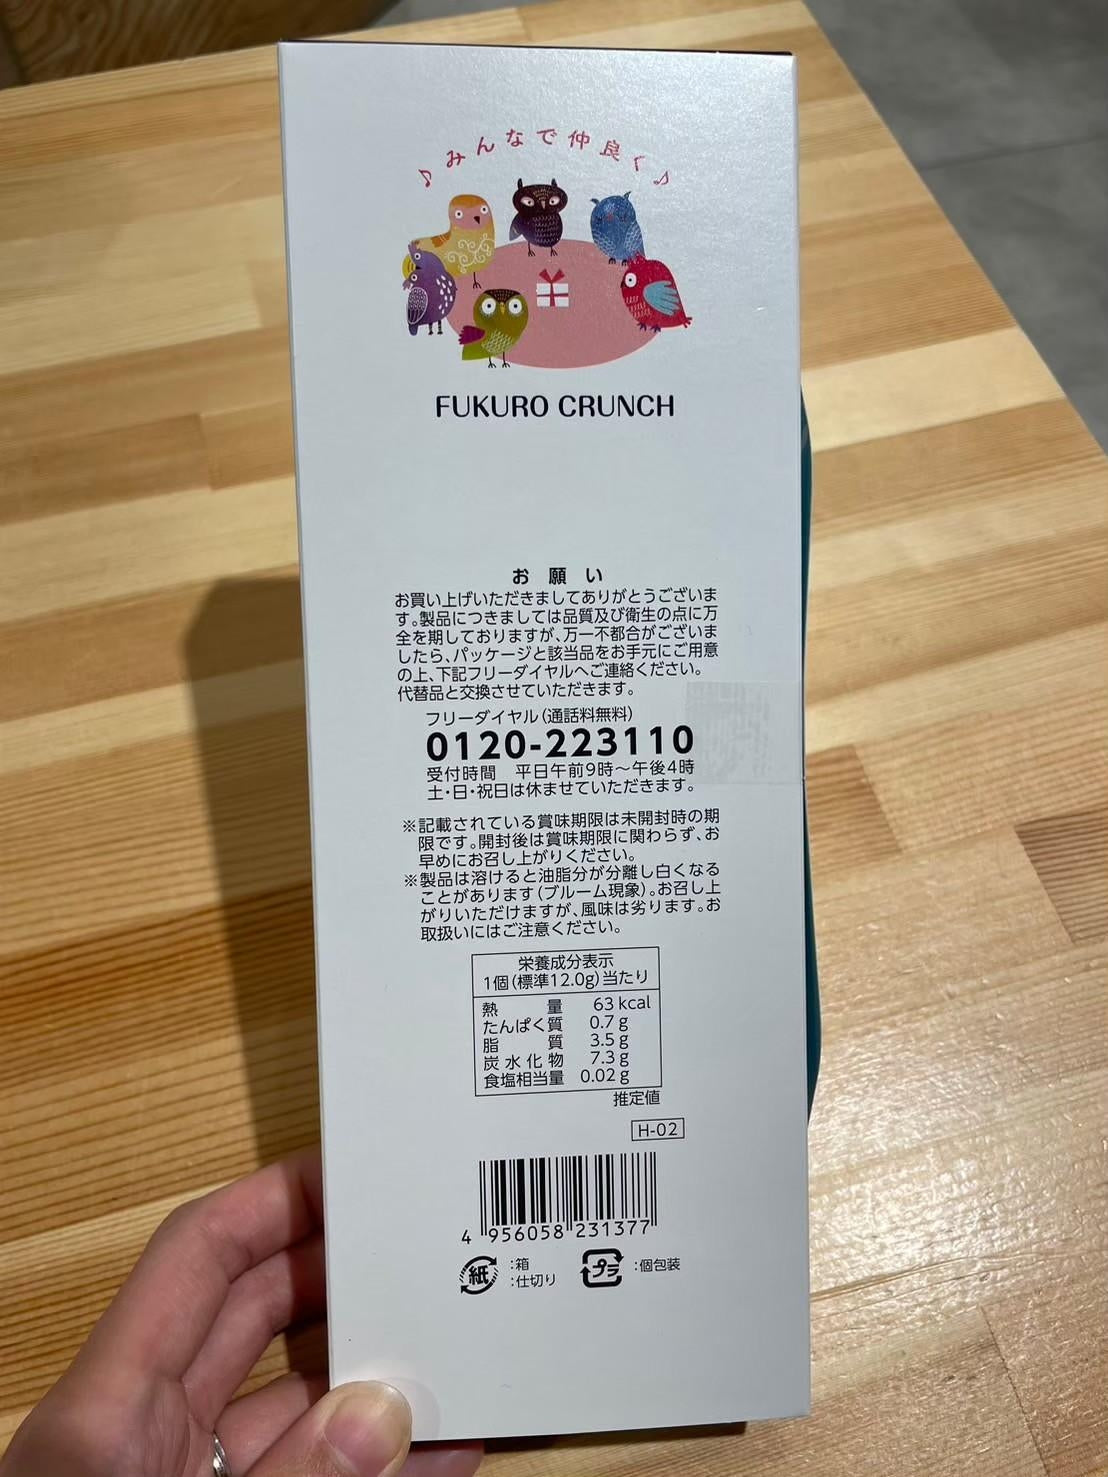 ♪みんなで仲良く♪
FUKURO CRUNCH
お願い
お買い上げいただきましてありがとうございま
す。製品につきましては品質及び衛生の点に万
全を期しておりますが、万一不都合がございま
したら、パッケージと該当品をお手元にご用意
の上、下記フリーダイヤルへご連絡ください。
代替品と交換させていただきます。
フリーダイヤル(通話料無料)
0120-223110
受付時間 平日午前9時〜午後4時
土・日・祝日は休ませていただきます。
※記載されている賞味期限は未開封時の期
限です。開封後は賞味期限に関わらず、お
早めにお召し上がりください。
※製品は溶けると油脂分が分離し白くなる
ことがあります(ブルーム現象)。お召し上
がりいただけますが、風味は劣ります。お
取扱いにはご注意ください。
栄養成分表示
1個(標準12.0g)当たり
熱量 63 kcal
たんぱく質 0.7 g
脂質 3.5 g
炭水化物 7.3 g
食塩相当量 0.02 g
推定値
H-02
4 956058 231377
紙 :箱 :仕切り プラ :個包装